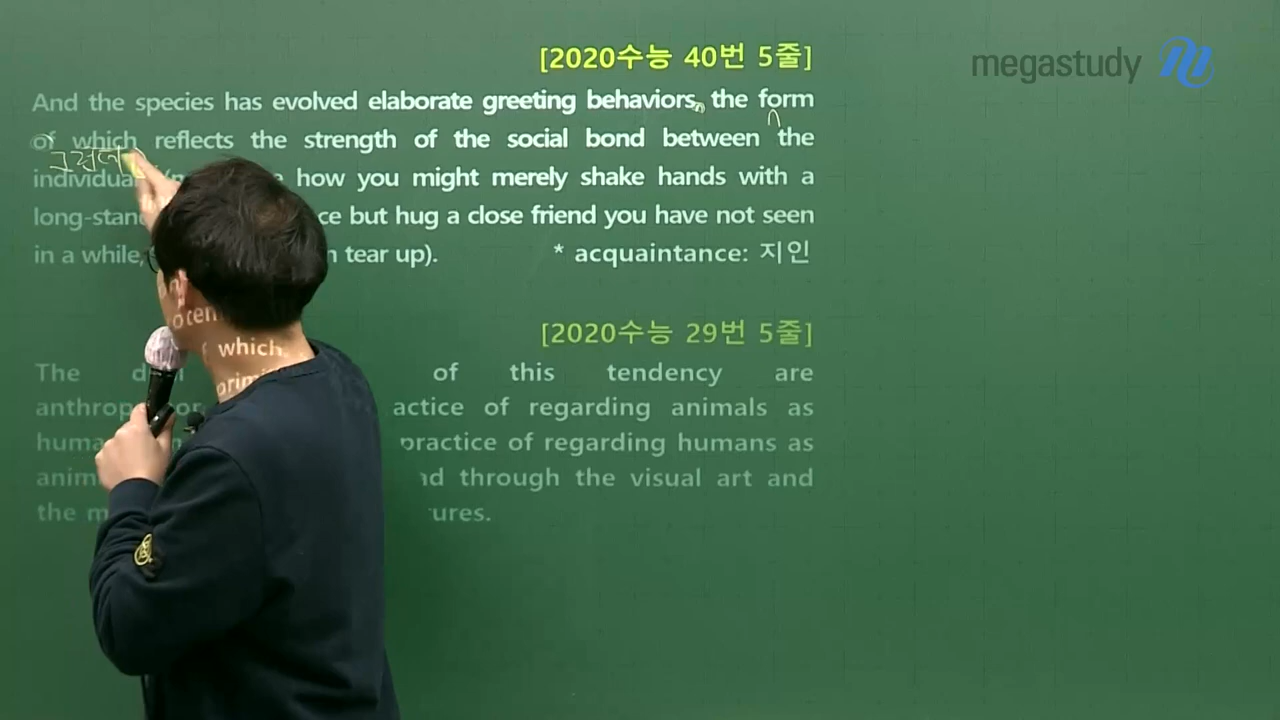 [2020수능 40번 5줄]
megastudy
And the species has evolved elaborate greeting behaviors, the form
of which reflects the strength of the social bond between the
그런데
how you might merely shake hands with a
but hug a close friend you have not seen
in a while, tear up).
* acquaintance: 지인
which
[2020수능 29번 5줄]
The of this tendency are
of regarding animals as
practice of regarding humans as
through the visual art and
the